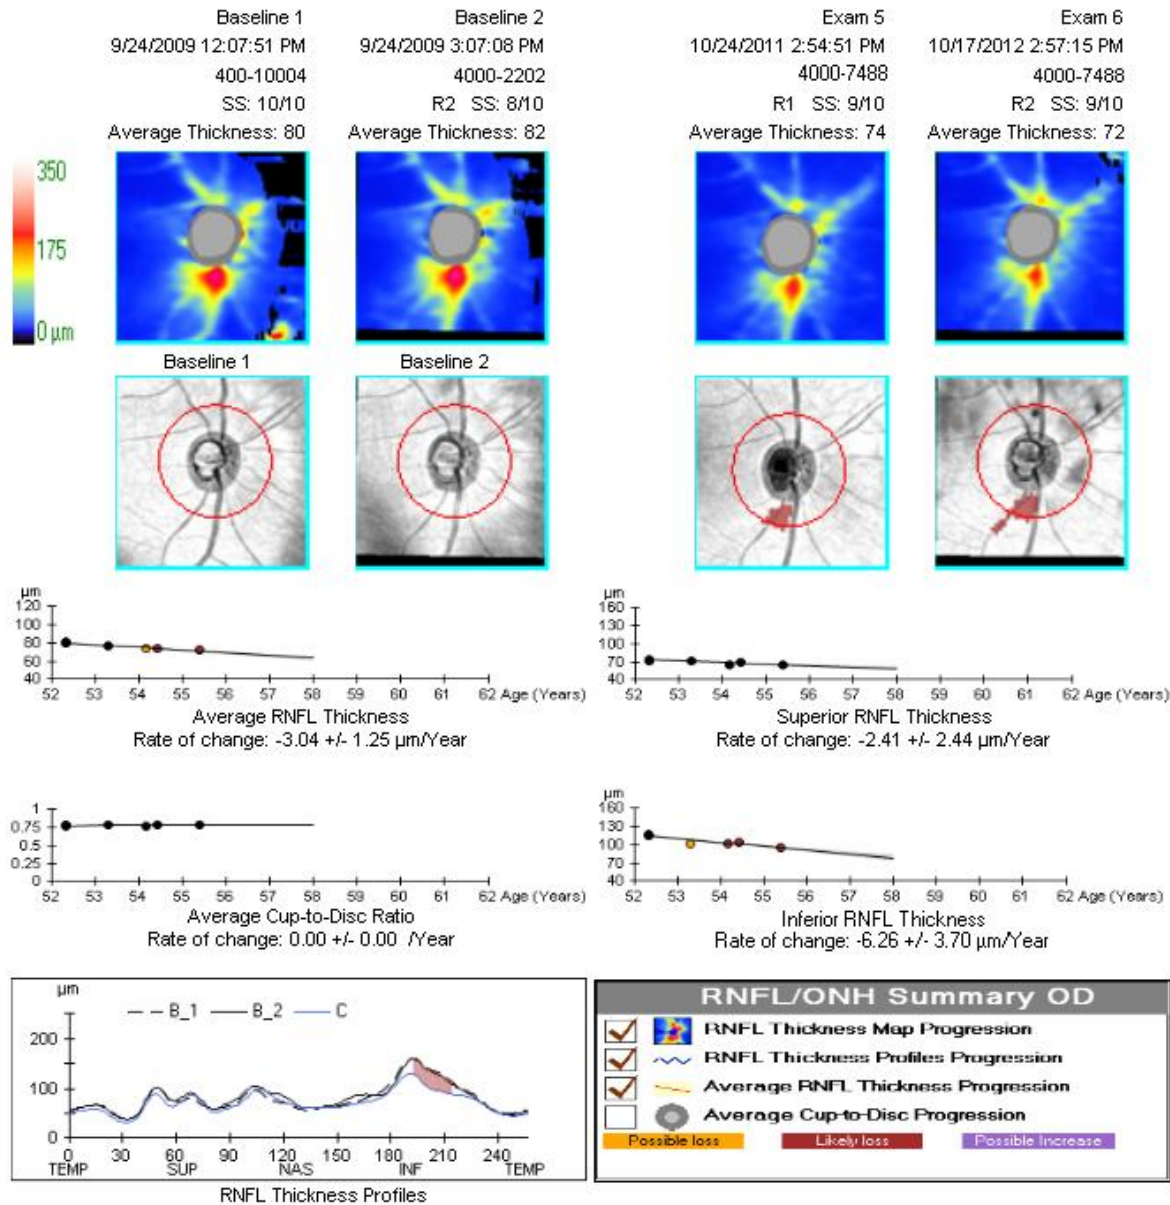 Baseline 1 Baseline 2 Exam 5 Exam 6
9/24/2009 12:07:51 PM 9/24/2009 3:07:08 PM 10/24/2011 2:54:51 PM 10/17/2012 2:57:15 PM
400-10004 4000-2202 4000-7488 4000-7488
SS: 10/10 R2 SS: 8/10 R1 SS: 9/10 R2 SS: 9/10
Average Thickness: 80 Average Thickness: 82 Average Thickness: 74 Average Thickness: 72
350
175
0 µm
Baseline 1 Baseline 2
µm
120
100
80
60
40
52 53 54 55 56 57 58 59 60 61 62 Age (Years)
Average RNFL Thickness
Rate of change: -3.04 +/- 1.25 µm/Year
µm
160
130
100
70
40
52 53 54 55 56 57 58 59 60 61 62 Age (Years)
Superior RNFL Thickness
Rate of change: -2.41 +/- 2.44 µm/Year
1
0.75
0.5
0.25
0
52 53 54 55 56 57 58 59 60 61 62 Age (Years)
Average Cup-to-Disc Ratio
Rate of change: 0.00 +/- 0.00 /Year
µm
160
130
100
70
40
52 53 54 55 56 57 58 59 60 61 62 Age (Years)
Inferior RNFL Thickness
Rate of change: -6.26 +/- 3.70 µm/Year
µm
B_1 B_2 C
200
100
0
0 30 60 90 120 150 180 210 240
TEMP SUP NAS INF TEMP
RNFL Thickness Profiles
RNFL/ONH Summary OD
RNFL Thickness Map Progression
RNFL Thickness Profiles Progression
Average RNFL Thickness Progression
Average Cup-to-Disc Progression
Possible loss Likely loss Possible Increase